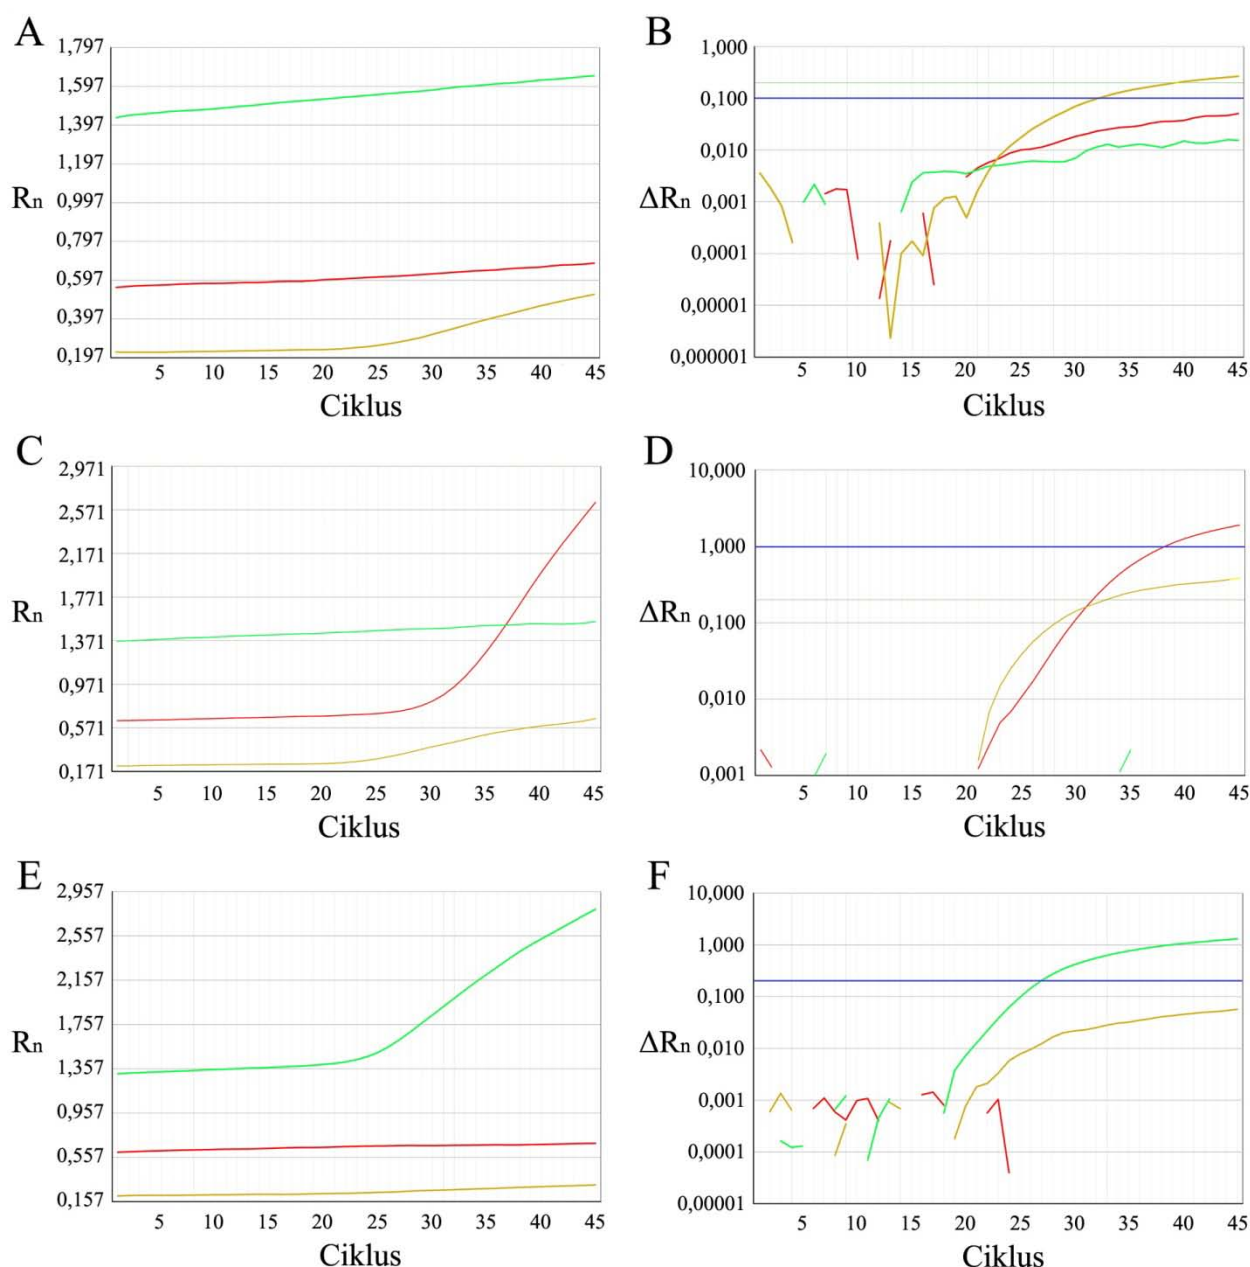 A
1,797
1,597
1,397
1,197
0,997
0,797
0,597
0,397
0,197
Rn
5 10 15 20 25 30 35 40 45
Ciklus
B
1,000
0,100
0,010
0,001
0,0001
0,00001
0,000001
ΔRn
5 10 15 20 25 30 35 40 45
Ciklus
C
2,971
2,571
2,171
1,771
1,371
0,971
0,571
0,171
Rn
5 10 15 20 25 30 35 40 45
Ciklus
D
10,000
1,000
0,100
0,010
0,001
ΔRn
5 10 15 20 25 30 35 40 45
Ciklus
E
2,957
2,557
2,157
1,757
1,357
0,957
0,557
0,157
Rn
5 10 15 20 25 30 35 40 45
Ciklus
F
10,000
1,000
0,100
0,010
0,001
0,0001
0,00001
ΔRn
5 10 15 20 25 30 35 40 45
Ciklus